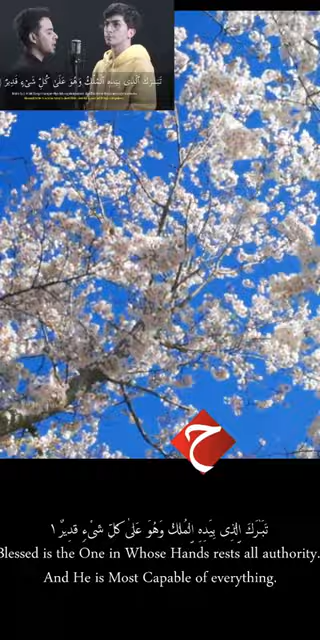 تَبَٰرَكَ ٱلَّذِى بِيَدِهِ ٱلْمُلْكُ وَهُوَ عَلَىٰ كُلِّ شَىْءٍ قَدِيرٌ
ح
تَبَٰرَكَ ٱلَّذِى بِيَدِهِ ٱلْمُلْكُ وَهُوَ عَلَىٰ كُلِّ شَىْءٍ قَدِيرٌ ١
Blessed is the One in Whose Hands rests all authority.
And He is Most Capable of everything.